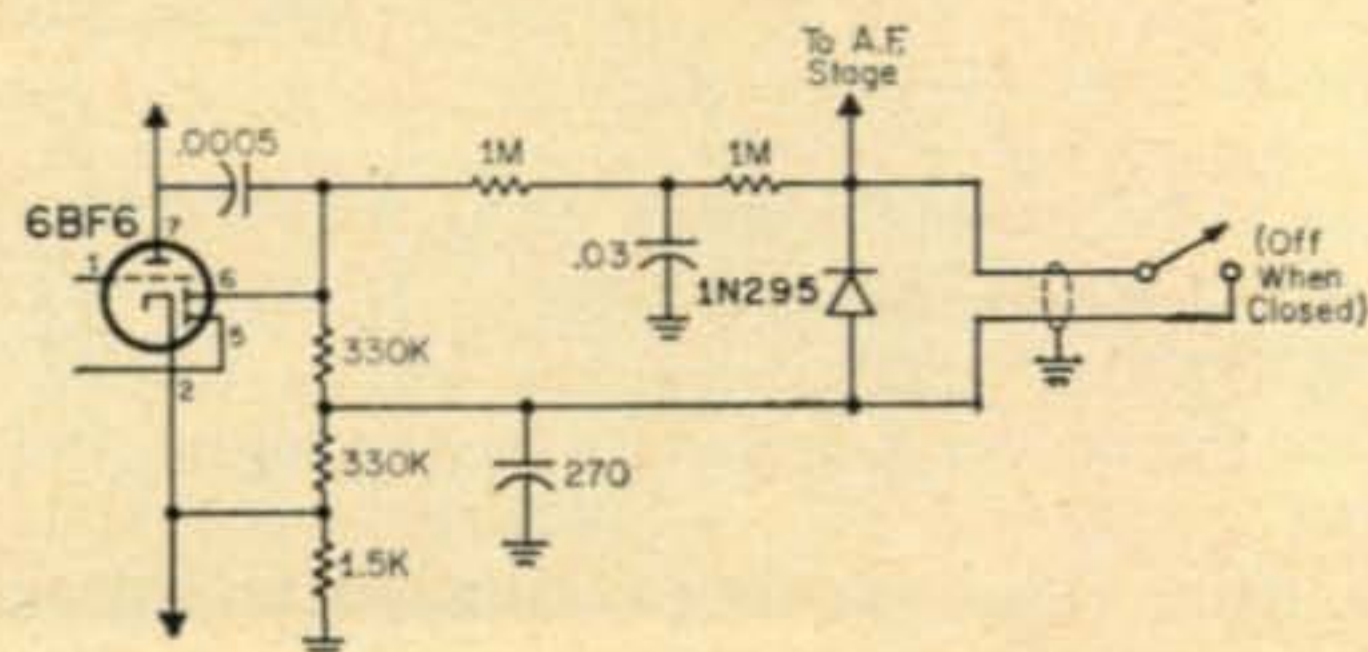 To A.F.
Stage
.0005
1M
1M
6BF6
7
1
6
5
2
.03
1N295
(Off
When
Closed)
330K
330K
270
1.5K